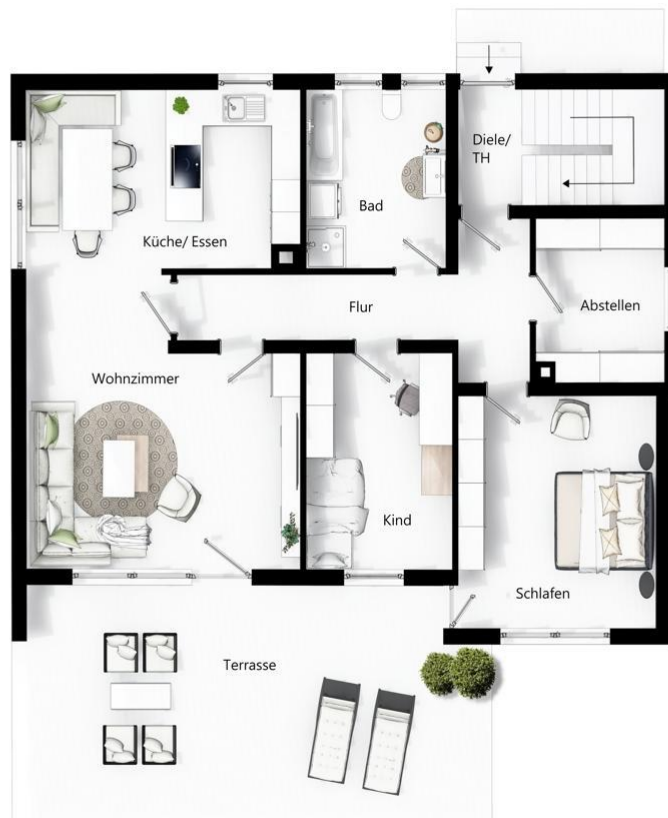 Diele/
TH
Bad
Küche/ Essen
Flur
Abstellen
Wohnzimmer
Kind
Schlafen
Terrasse